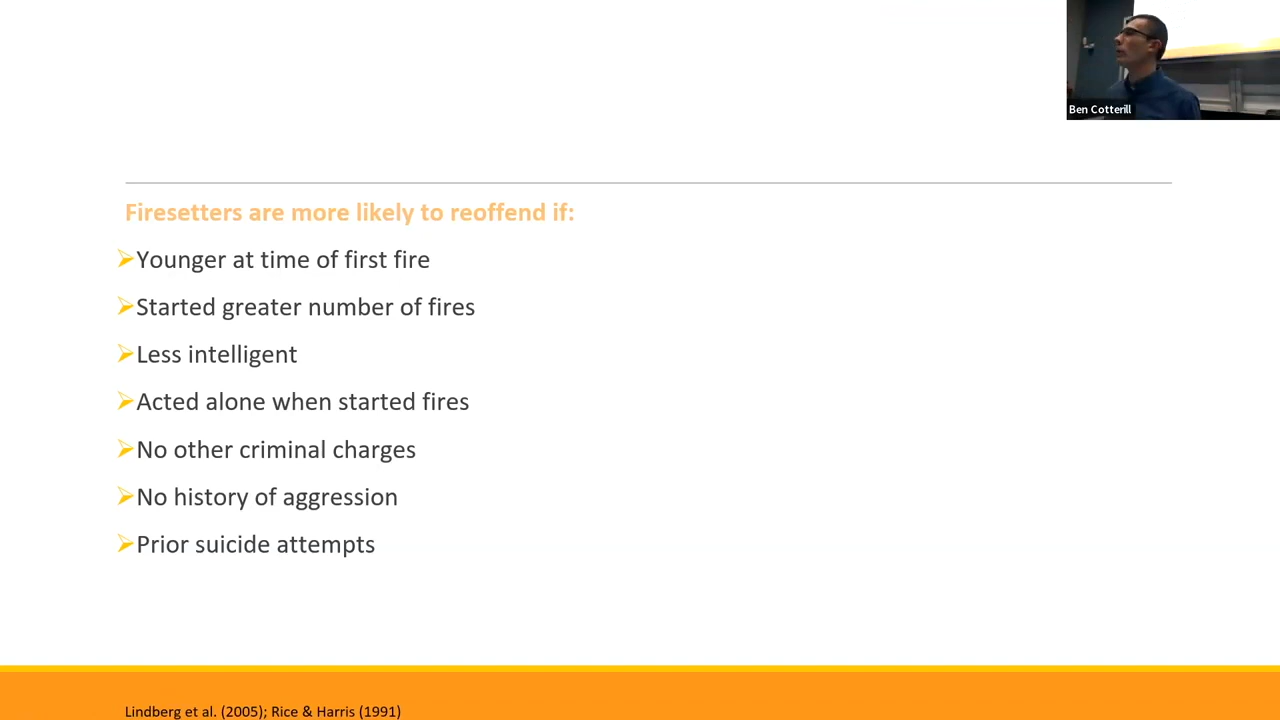 Ben Cotterill
Firesetters are more likely to reoffend if:
Younger at time of first fire
Started greater number of fires
Less intelligent
Acted alone when started fires
No other criminal charges
No history of aggression
Prior suicide attempts
Lindberg et al. (2005); Rice & Harris (1991)